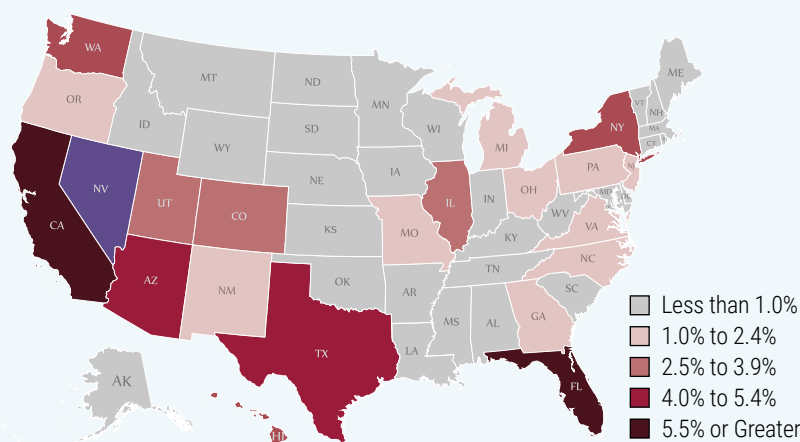 WA
MT
ND
MN
ME
OR
ID
SD
WI
VT
NH
WY
MI
NY
MA
CT
NV
NE
IA
PA
NJ
CA
UT
CO
IL
IN
OH
MD
DE
KS
MO
WV
VA
KY
AZ
NM
OK
AR
TN
NC
SC
TX
LA
MS
AL
GA
AK
HI
FL
Less than 1.0%
1.0% to 2.4%
2.5% to 3.9%
4.0% to 5.4%
5.5% or Greater